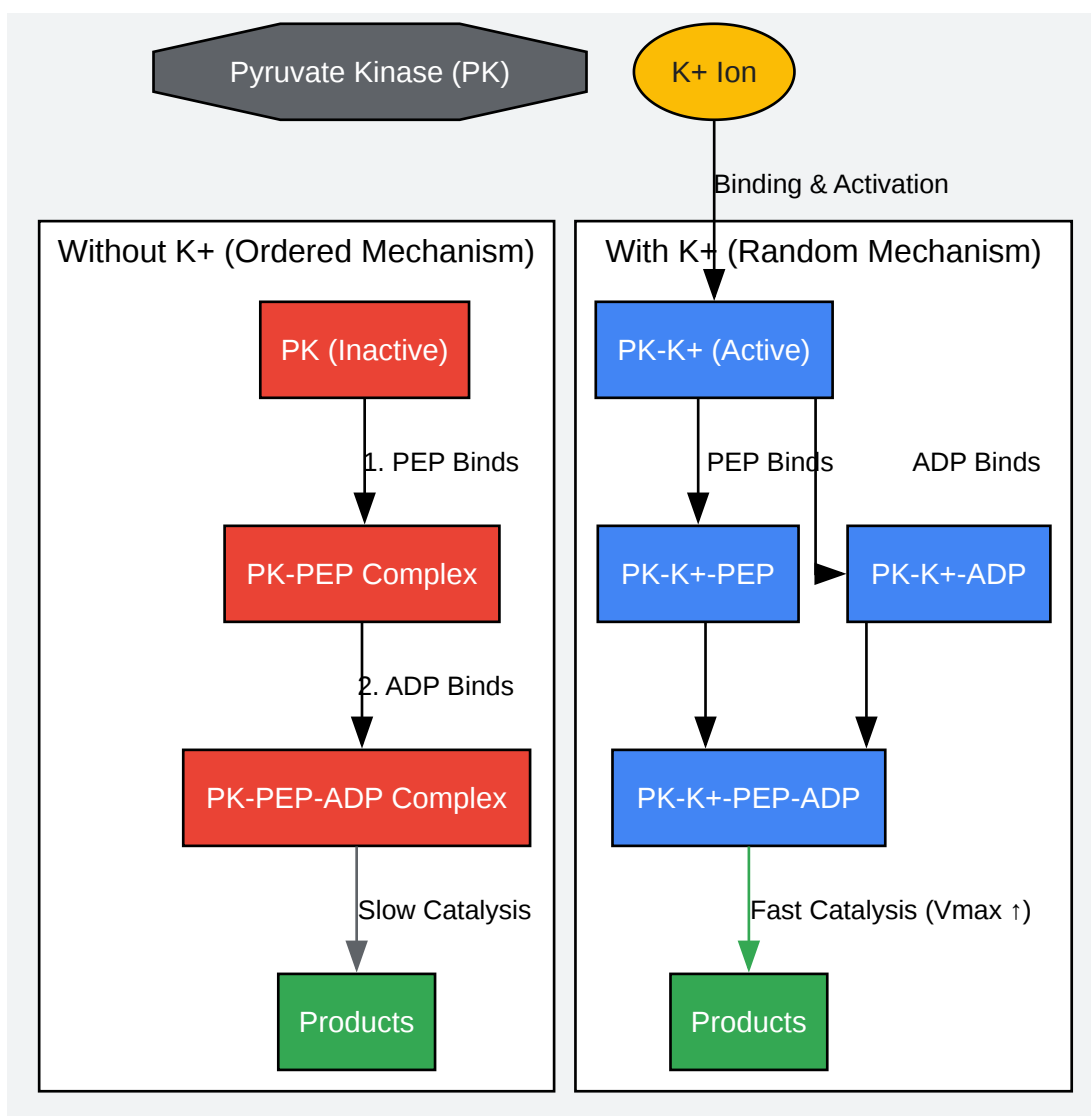 Pyruvate Kinase (PK)
K+ Ion
Binding & Activation
Without K+ (Ordered Mechanism)
With K+ (Random Mechanism)
PK (Inactive)
PK-K+ (Active)
1. PEP Binds
PEP Binds
ADP Binds
PK-PEP Complex
PK-K+-PEP
PK-K+-ADP
2. ADP Binds
PK-PEP-ADP Complex
PK-K+-PEP-ADP
Slow Catalysis
Fast Catalysis (Vmax ↑)
Products
Products